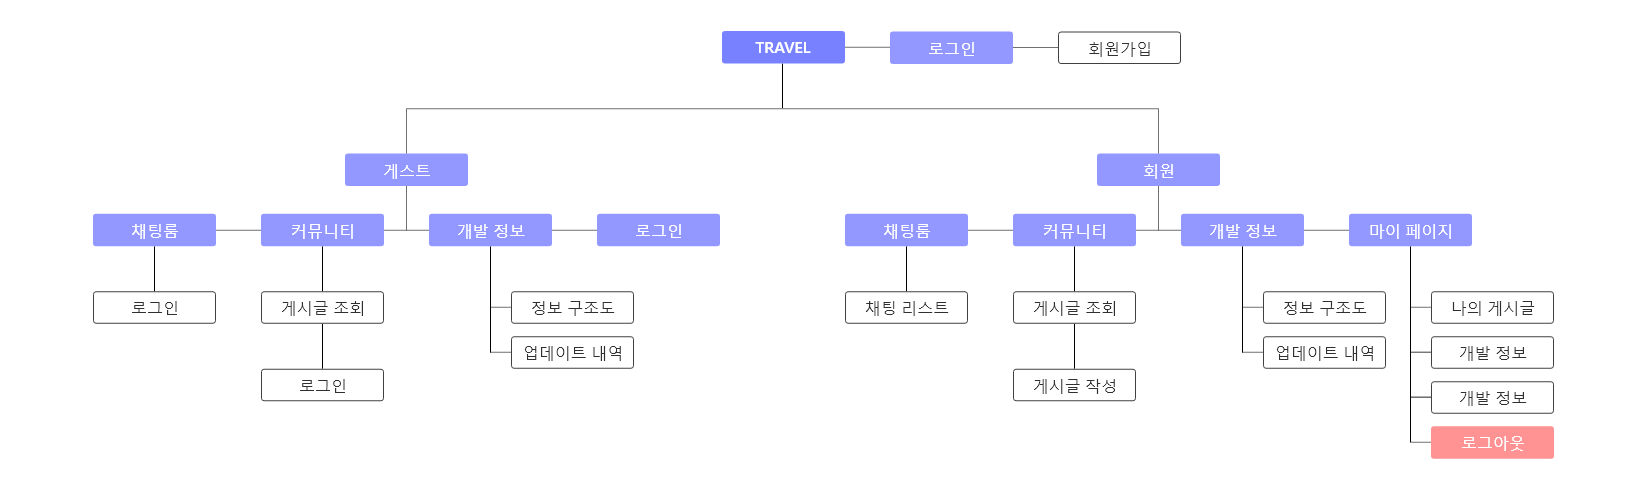 TRAVEL
로그인
회원가입
게스트
회원
채팅룸
커뮤니티
개발 정보
로그인
채팅룸
커뮤니티
개발 정보
마이 페이지
로그인
게시글 조회
정보 구조도
채팅 리스트
게시글 조회
정보 구조도
나의 게시글
업데이트 내역
업데이트 내역
개발 정보
로그인
게시글 작성
개발 정보
로그아웃